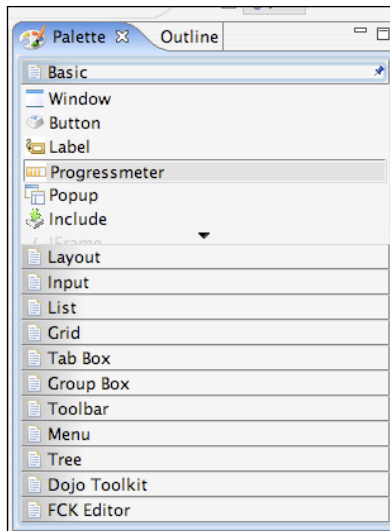 Palette Outline
Basic
Window
Button
Label
Progressmeter
Popup
Include
IFrame
Layout
Input
List
Grid
Tab Box
Group Box
Toolbar
Menu
Tree
Dojo Toolkit
FCK Editor